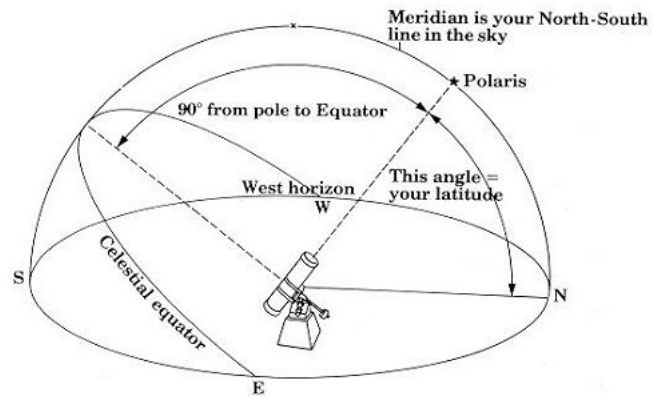 Meridian is your North-South
line in the sky
Polaris
90° from pole to Equator
This angle =
your latitude
West horizon
W
S
Celestial equator
N
E